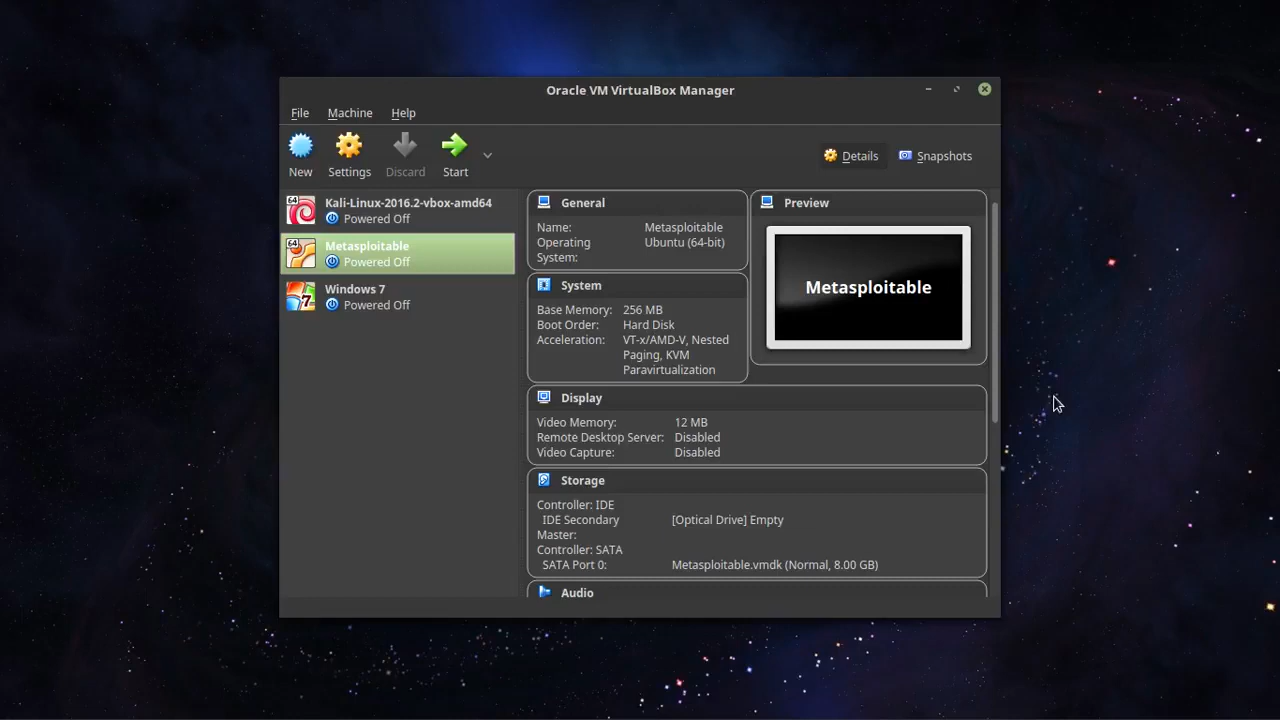 Oracle VM VirtualBox Manager
File Machine Help
New Settings Discard Start Details Snapshots
64 Kali-Linux-2016.2-vbox-amd64
Powered Off
64 Metasploitable
Powered Off
7 Windows 7
Powered Off
General
Name: Metasploitable
Operating Ubuntu (64-bit)
System:
System
Base Memory: 256 MB
Boot Order: Hard Disk
Acceleration: VT-x/AMD-V, Nested
Paging, KVM
Paravirtualization
Preview
Metasploitable
Display
Video Memory: 12 MB
Remote Desktop Server: Disabled
Video Capture: Disabled
Storage
Controller: IDE
IDE Secondary [Optical Drive] Empty
Master:
Controller: SATA
SATA Port 0: Metasploitable.vmdk (Normal, 8.00 GB)
Audio